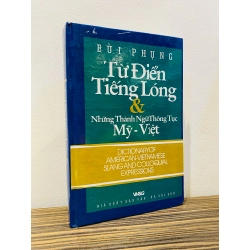 BÙI PHỤNG
Từ Điển
Tiếng Lóng
&
Những Thành Ngữ Thông Tục
Mỹ - Việt
DICTIONARY OF
AMERICAN-VIETNAMESE
SLANG AND COLLOQUIAL
EXPRESSIONS